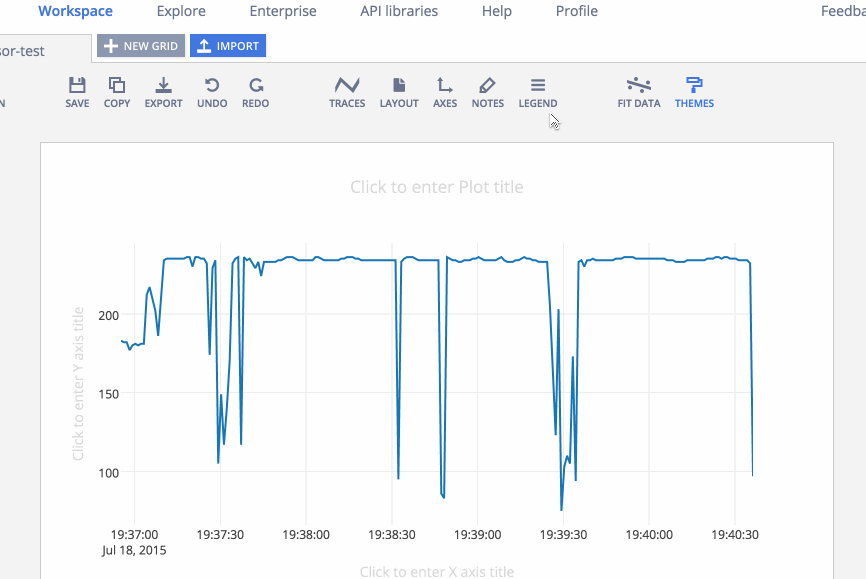 Workspace Explore Enterprise API libraries Help Profile Feedba
sor-test NEW GRID IMPORT
N SAVE COPY EXPORT UNDO REDO TRACES LAYOUT AXES NOTES LEGEND FIT DATA THEMES
Click to enter Plot title
Click to enter Y axis title
200
150
100
19:37:00 19:37:30 19:38:00 19:38:30 19:39:00 19:39:30 19:40:00 19:40:30
Jul 18, 2015
Click to enter X axis title